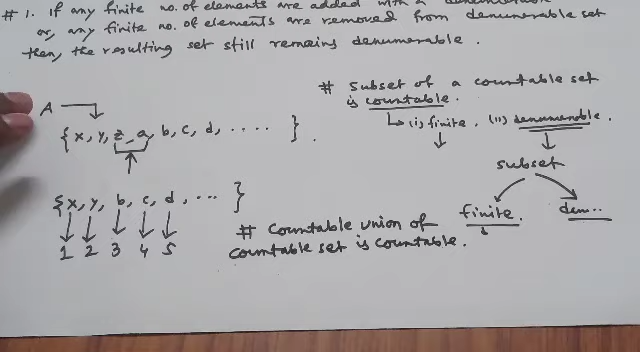 # 1. If any finite no. of elements are added with a denumerable
or, any finite no. of elements are removed from denumerable set
then, the resulting set still remains denumerable.
# Subset of a countable set
is countable.
↳ (i) finite, (ii) denumerable.
A
{x, y, z, a, b, c, d, ....}.
subset
finite. den..
{x, y, b, c, d, ...}
1 2 3 4 5
# Countable union of
countable set is countable.